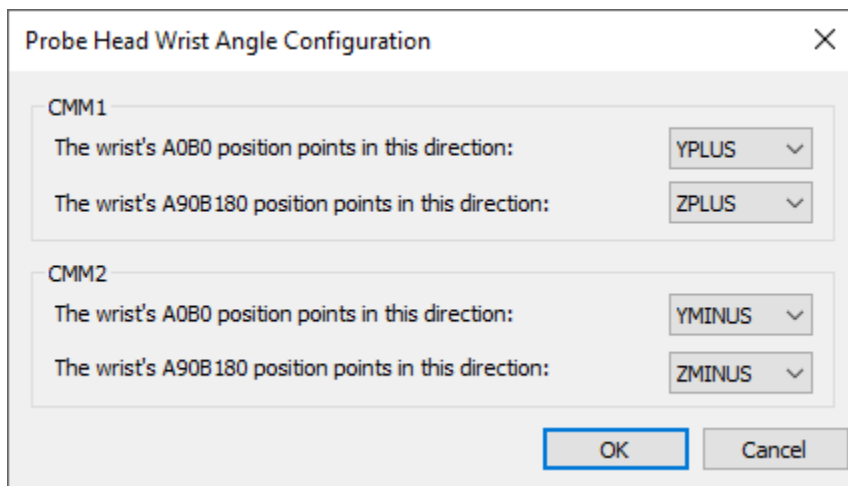 Probe Head Wrist Angle Configuration
CMM1
The wrist's A0B0 position points in this direction: YPLUS
The wrist's A90B180 position points in this direction: ZPLUS
CMM2
The wrist's A0B0 position points in this direction: YMINUS
The wrist's A90B180 position points in this direction: ZMINUS
OK Cancel